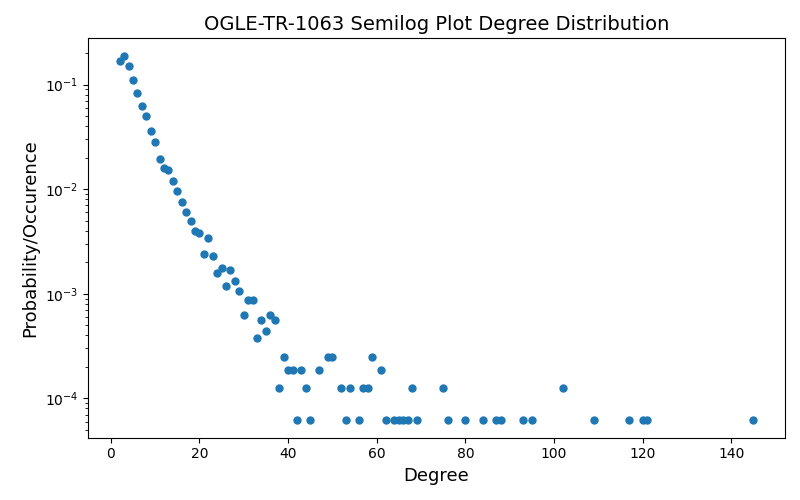 OGLE-TR-1063 Semilog Plot Degree Distribution
Probability/Occurence
10⁻¹
10⁻²
10⁻³
10⁻⁴
0 20 40 60 80 100 120 140
Degree